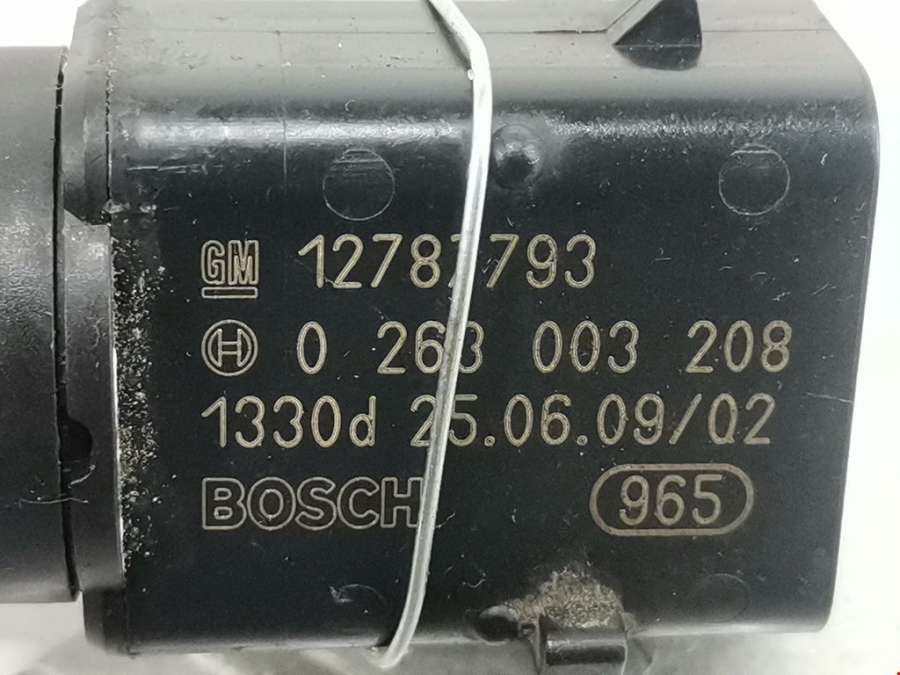 GM 12787793
H 0 263 003 208
1330d 25.06.09/02
BOSCH 965